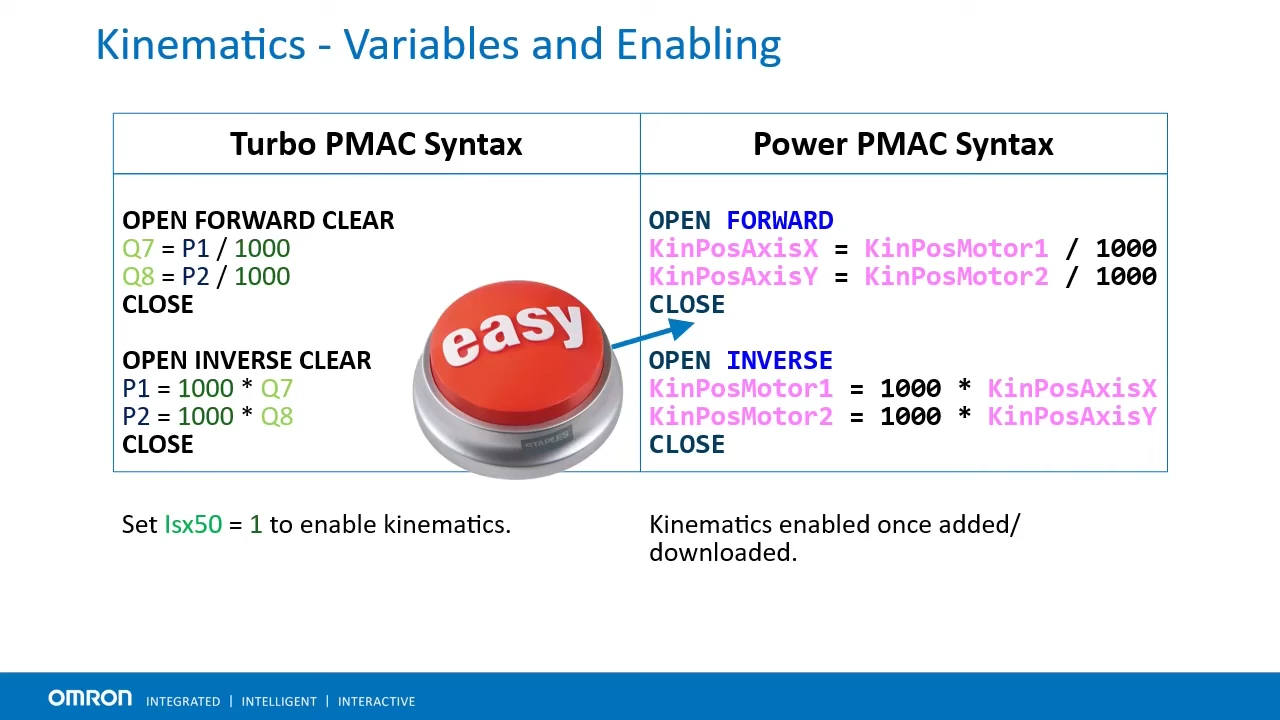 Kinematics - Variables and Enabling
Turbo PMAC Syntax
OPEN FORWARD CLEAR
Q7 = P1 / 1000
Q8 = P2 / 1000
CLOSE
OPEN INVERSE CLEAR
P1 = 1000 * Q7
P2 = 1000 * Q8
CLOSE
easy
STAPLES
Power PMAC Syntax
OPEN FORWARD
KinPosAxisX = KinPosMotor1 / 1000
KinPosAxisY = KinPosMotor2 / 1000
CLOSE
OPEN INVERSE
KinPosMotor1 = 1000 * KinPosAxisX
KinPosMotor2 = 1000 * KinPosAxisY
CLOSE
Set Isx50 = 1 to enable kinematics.
Kinematics enabled once added/
downloaded.
OMRON INTEGRATED | INTELLIGENT | INTERACTIVE